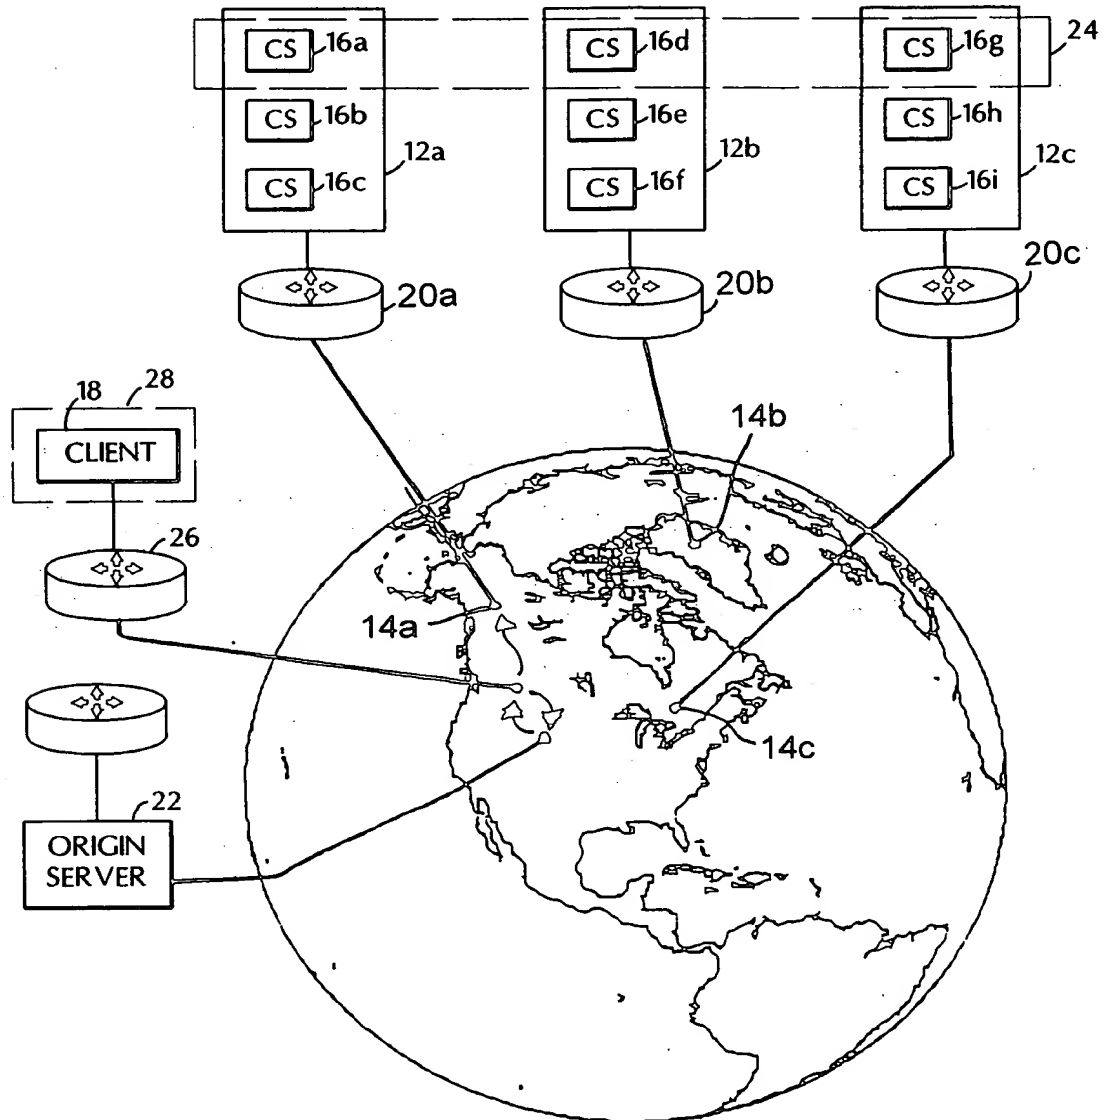 CS 16a CS 16d CS 16g 24
CS 16b CS 16e CS 16h
12a 12b 12c
CS 16c CS 16f CS 16i
20a 20b 20c
18 28
CLIENT
14b
26
14a
14c
22
ORIGIN
SERVER